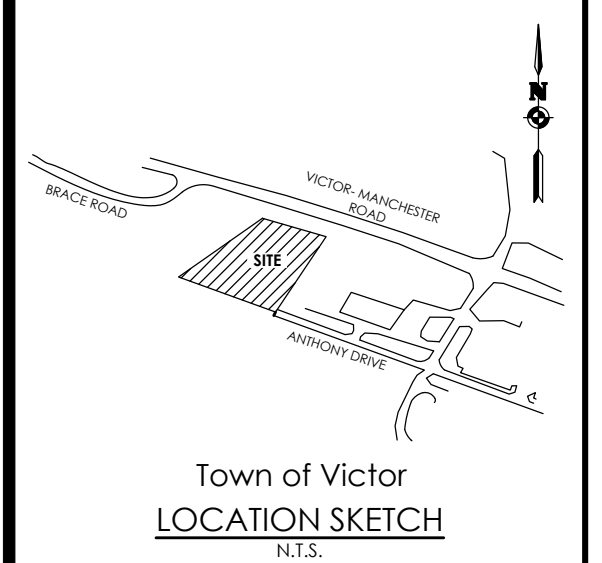 N
VICTOR- MANCHESTER
ROAD
BRACE ROAD
SITE
ANTHONY DRIVE
Town of Victor
LOCATION SKETCH
N.T.S.